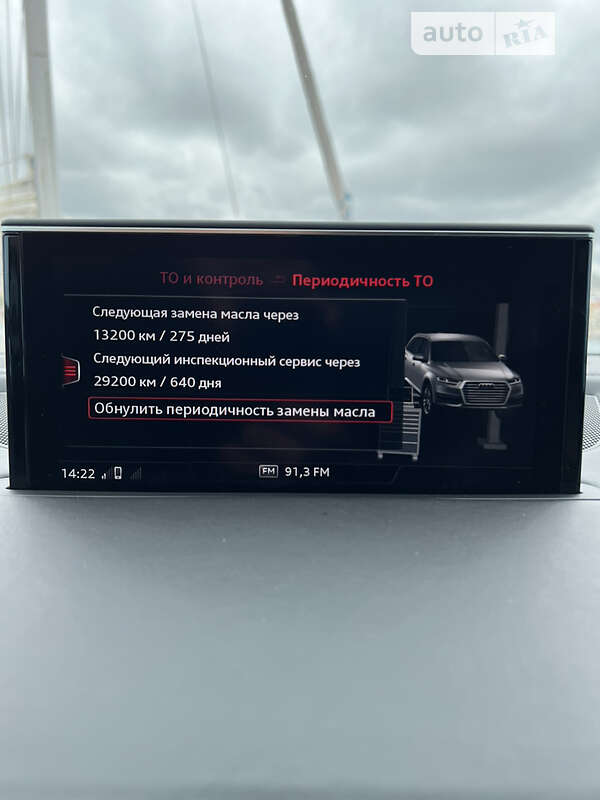 auto RIA
ТО и контроль Периодичность ТО
Следующая замена масла через
13200 км / 275 дней
Следующий инспекционный сервис через
29200 км / 640 дня
Обнулить периодичность замены масла
14:22 FM 91,3 FM